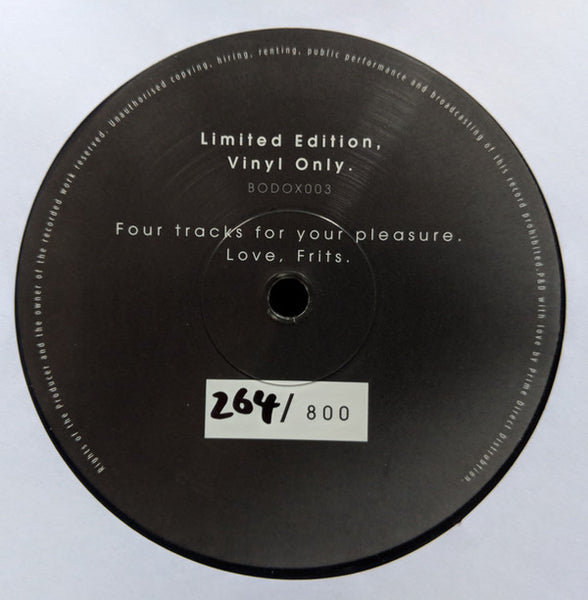 Rights of the Producer and the owner of the recorded work reserved. Unauthorised copying, hiring, renting, public performance and broadcasting of this record prohibited.P&D with love by Prime Direct Distrubtion.
Limited Edition,
Vinyl Only.
BODOX003
Four tracks for your pleasure.
Love, Frits.
264/ 800